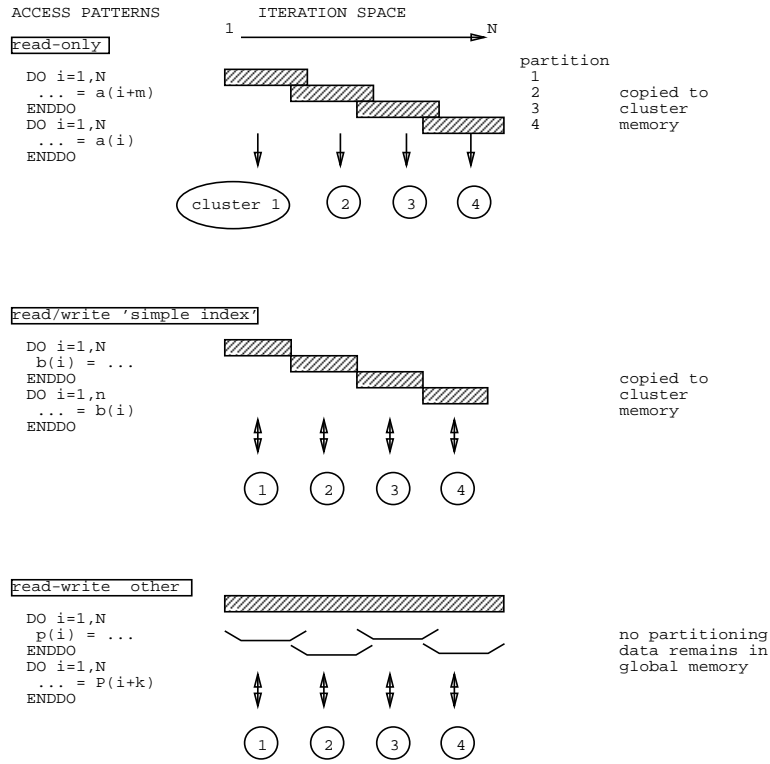 ACCESS PATTERNS ITERATION SPACE
1 N
read-only
partition
DO i=1,N 1
... = a(i+m) 2 copied to
ENDDO 3 cluster
DO i=1,N 4 memory
... = a(i)
ENDDO
cluster 1 2 3 4
read/write 'simple index'
DO i=1,N
b(i) = ...
ENDDO copied to
DO i=1,n cluster
... = b(i) memory
ENDDO
1 2 3 4
read-write other
DO i=1,N
p(i) = ... no partitioning
ENDDO data remains in
DO i=1,N global memory
... = P(i+k)
ENDDO
1 2 3 4